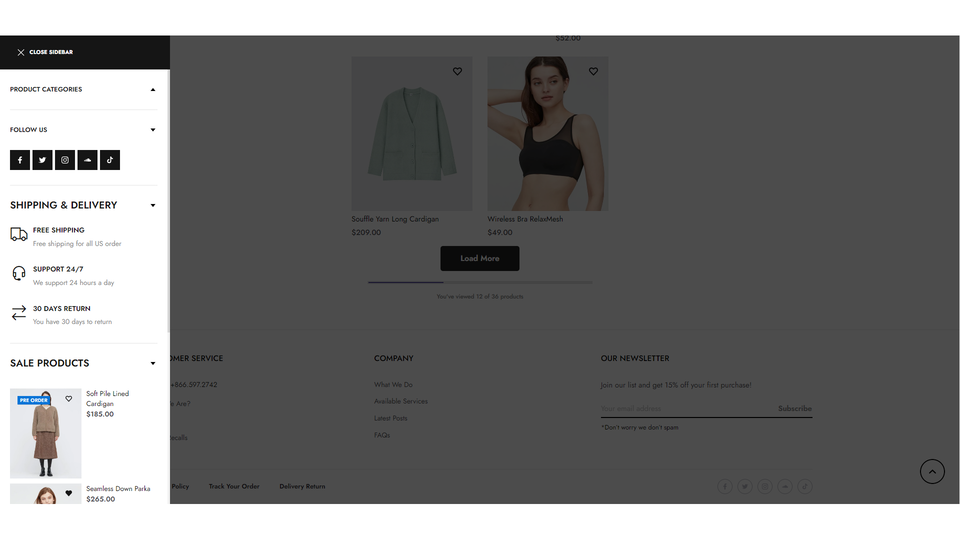 CLOSE SIDEBAR
PRODUCT CATEGORIES
FOLLOW US
SHIPPING & DELIVERY
FREE SHIPPING
Free shipping for all US order
SUPPORT 24/7
We support 24 hours a day
30 DAYS RETURN
You have 30 days to return
SALE PRODUCTS
PRE ORDER
Soft Pile Lined
Cardigan
$185.00
Seamless Down Parka
$265.00
$52.00
Souffle Yarn Long Cardigan
$209.00
Wireless Bra RelaxMesh
$49.00
Load More
You've viewed 12 of 36 products
OMER SERVICE
+866.597.2742
Are?
COMPANY
What We Do
Available Services
Latest Posts
FAQs
OUR NEWSLETTER
Join our list and get 15% off your first purchase!
Your email address
Subscribe
*Don't worry we don't spam
Policy
Track Your Order
Delivery Return